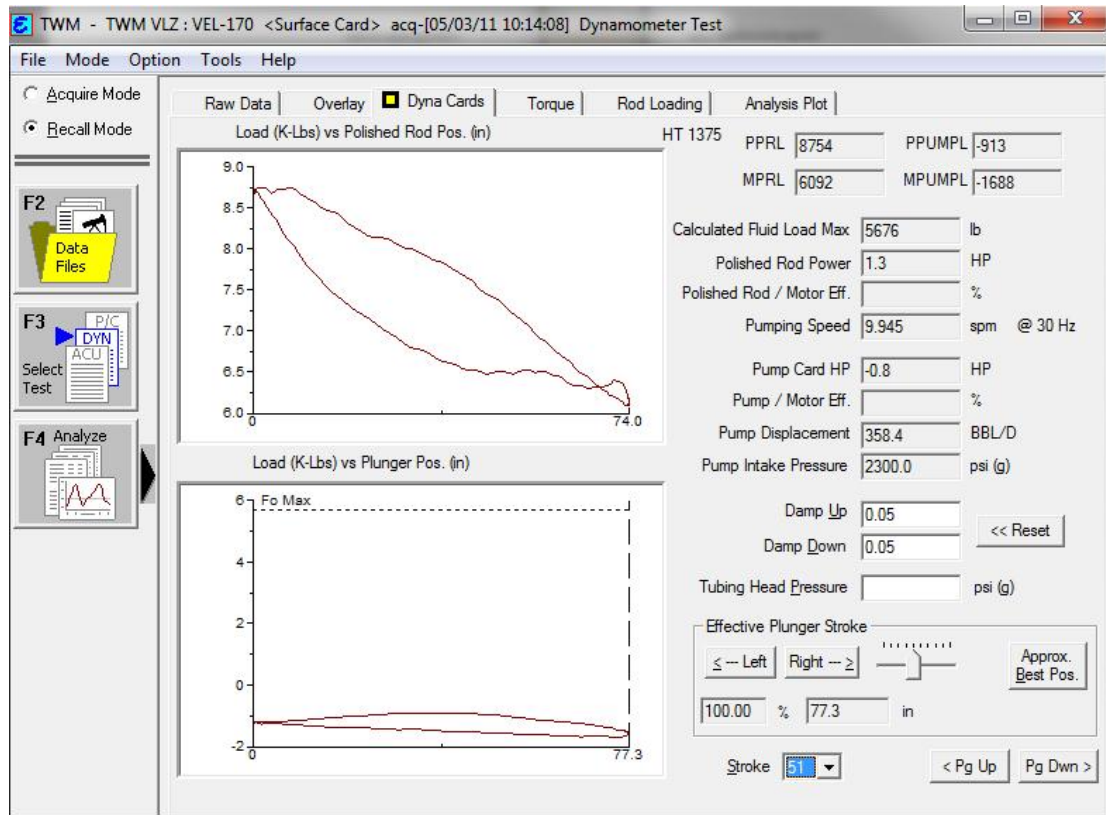 TWM - TWM VLZ : VEL-170 <Surface Card> acq-[05/03/11 10:14:08] Dynamometer Test
File Mode Option Tools Help
Acquire Mode
Recall Mode
F2
Data
Files
F3
P/C
DYN
ACU
Select
Test
F4 Analyze
Raw Data Overlay Dyna Cards Torque Rod Loading Analysis Plot
Load (K-Lbs) vs Polished Rod Pos. (in)
9.0
8.5
8.0
7.5
7.0
6.5
6.0
0 74.0
Load (K-Lbs) vs Plunger Pos. (in)
6 Fo Max
4
2
0
-2
0 77.3
HT 1375 PPRL 8754 PPUMPL -913
MPRL 6092 MPUMPL -1688
Calculated Fluid Load Max 5676 lb
Polished Rod Power 1.3 HP
Polished Rod / Motor Eff. %
Pumping Speed 9.945 spm @ 30 Hz
Pump Card HP -0.8 HP
Pump / Motor Eff. %
Pump Displacement 358.4 BBL/D
Pump Intake Pressure 2300.0 psi (g)
Damp Up 0.05
Damp Down 0.05
<< Reset
Tubing Head Pressure psi (g)
Effective Plunger Stroke
< --- Left Right --- >
Approx.
Best Pos.
100.00 % 77.3 in
Stroke 51 < Pg Up Pg Dwn >